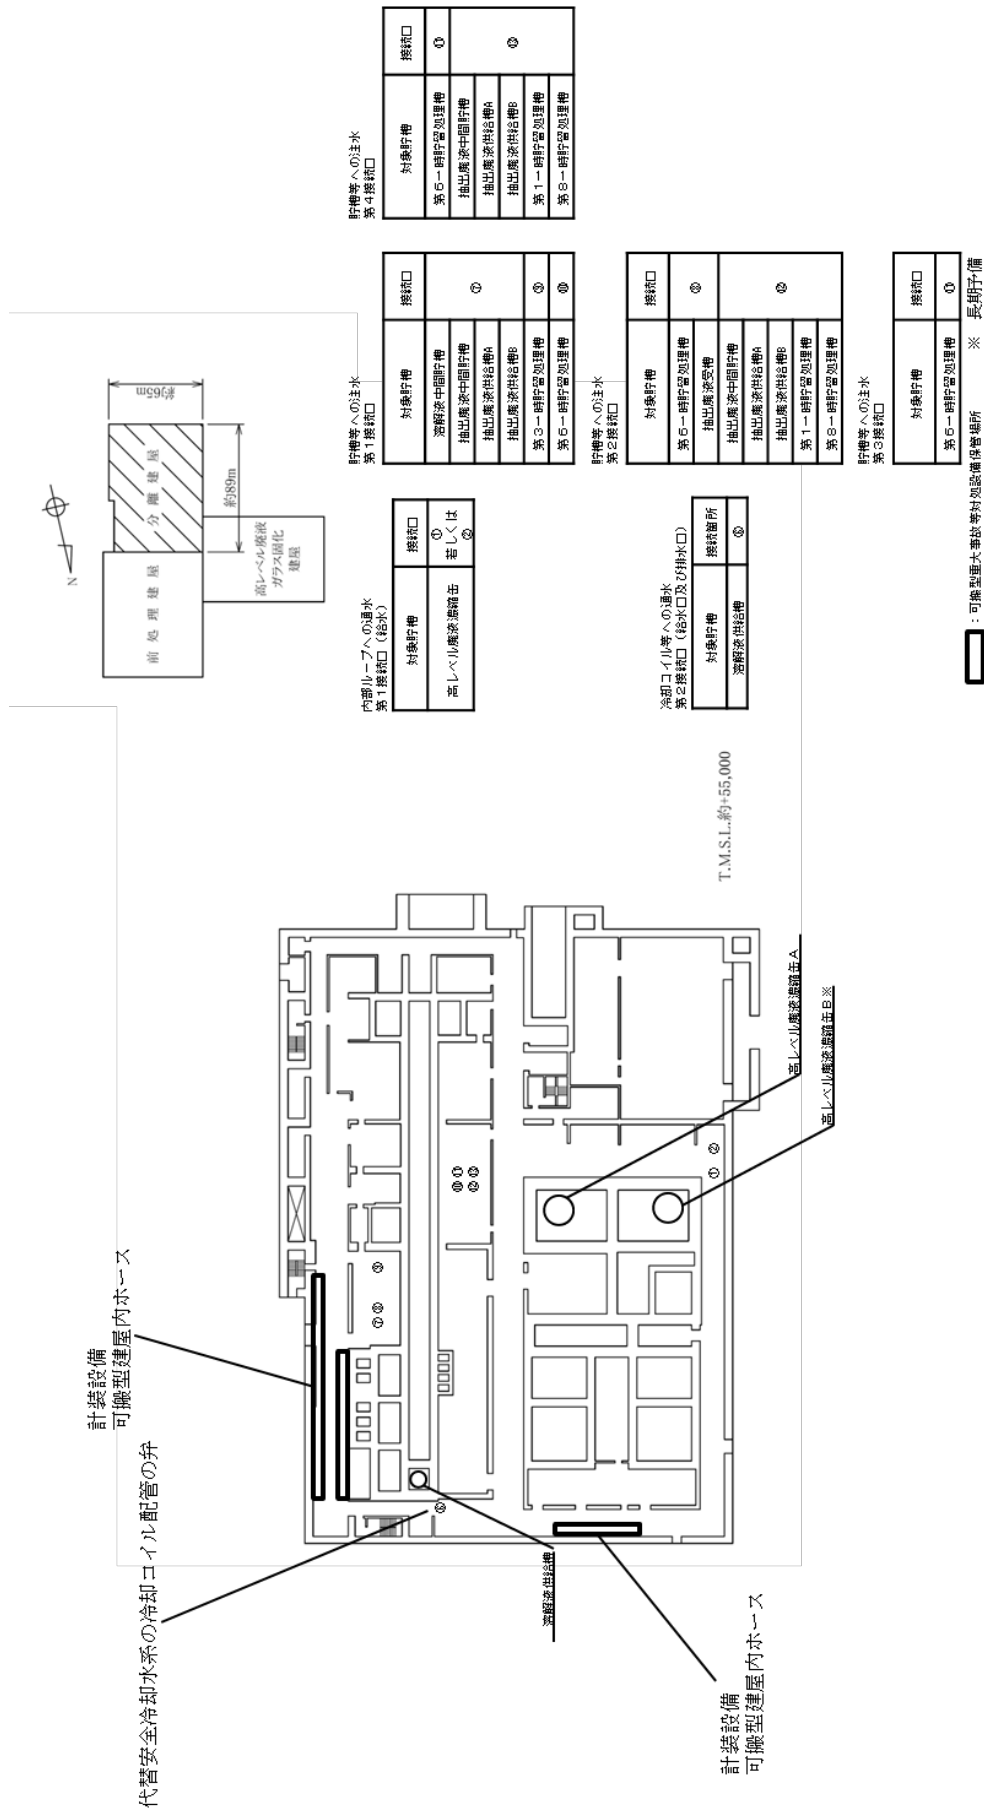 N
前処理建屋
分離建屋
高レベル廃液
ガラス固化
建屋
約89m
約65m
内部ループへの通水
第1接続口（給水）
対象貯槽 接続口
高レベル廃液濃縮缶 ① 若しくは ②
冷却コイル等への通水
第2接続口（給水口及び排水口）
対象貯槽 接続箇所
溶解液供給槽 ⑥
貯槽等への注水
第1接続口
対象貯槽 接続口
溶解液中間貯槽 ⑦
抽出廃液中間貯槽
抽出廃液供給槽A
抽出廃液供給槽B
第3一時貯留処理槽 ⑨
第6一時貯留処理槽 ⑩
貯槽等への注水
第2接続口
対象貯槽 接続口
第6一時貯留処理槽 ⑧
抽出廃液受槽
抽出廃液中間貯槽 ⑫
抽出廃液供給槽A
抽出廃液供給槽B
第1一時貯留処理槽
第8一時貯留処理槽
貯槽等への注水
第3接続口
対象貯槽 接続口
第6一時貯留処理槽 ⑪
貯槽等への注水
第4接続口
対象貯槽 接続口
第6一時貯留処理槽 ⑪
抽出廃液中間貯槽 ⑬
抽出廃液供給槽A
抽出廃液供給槽B
第1一時貯留処理槽
第8一時貯留処理槽
代替安全冷却水系の冷却コイル配管の弁
計装設備
可搬型建屋内ホース
⑦ ⑧ ⑨
⑩ ⑪
⑫ ⑬
⑥
① ②
溶解液供給槽
計装設備
可搬型建屋内ホース
高レベル廃液濃縮缶A
高レベル廃液濃縮缶B※
T.M.S.L.約+55,000
：可搬型重大事故等対処設備保管場所 ※ 長期予備